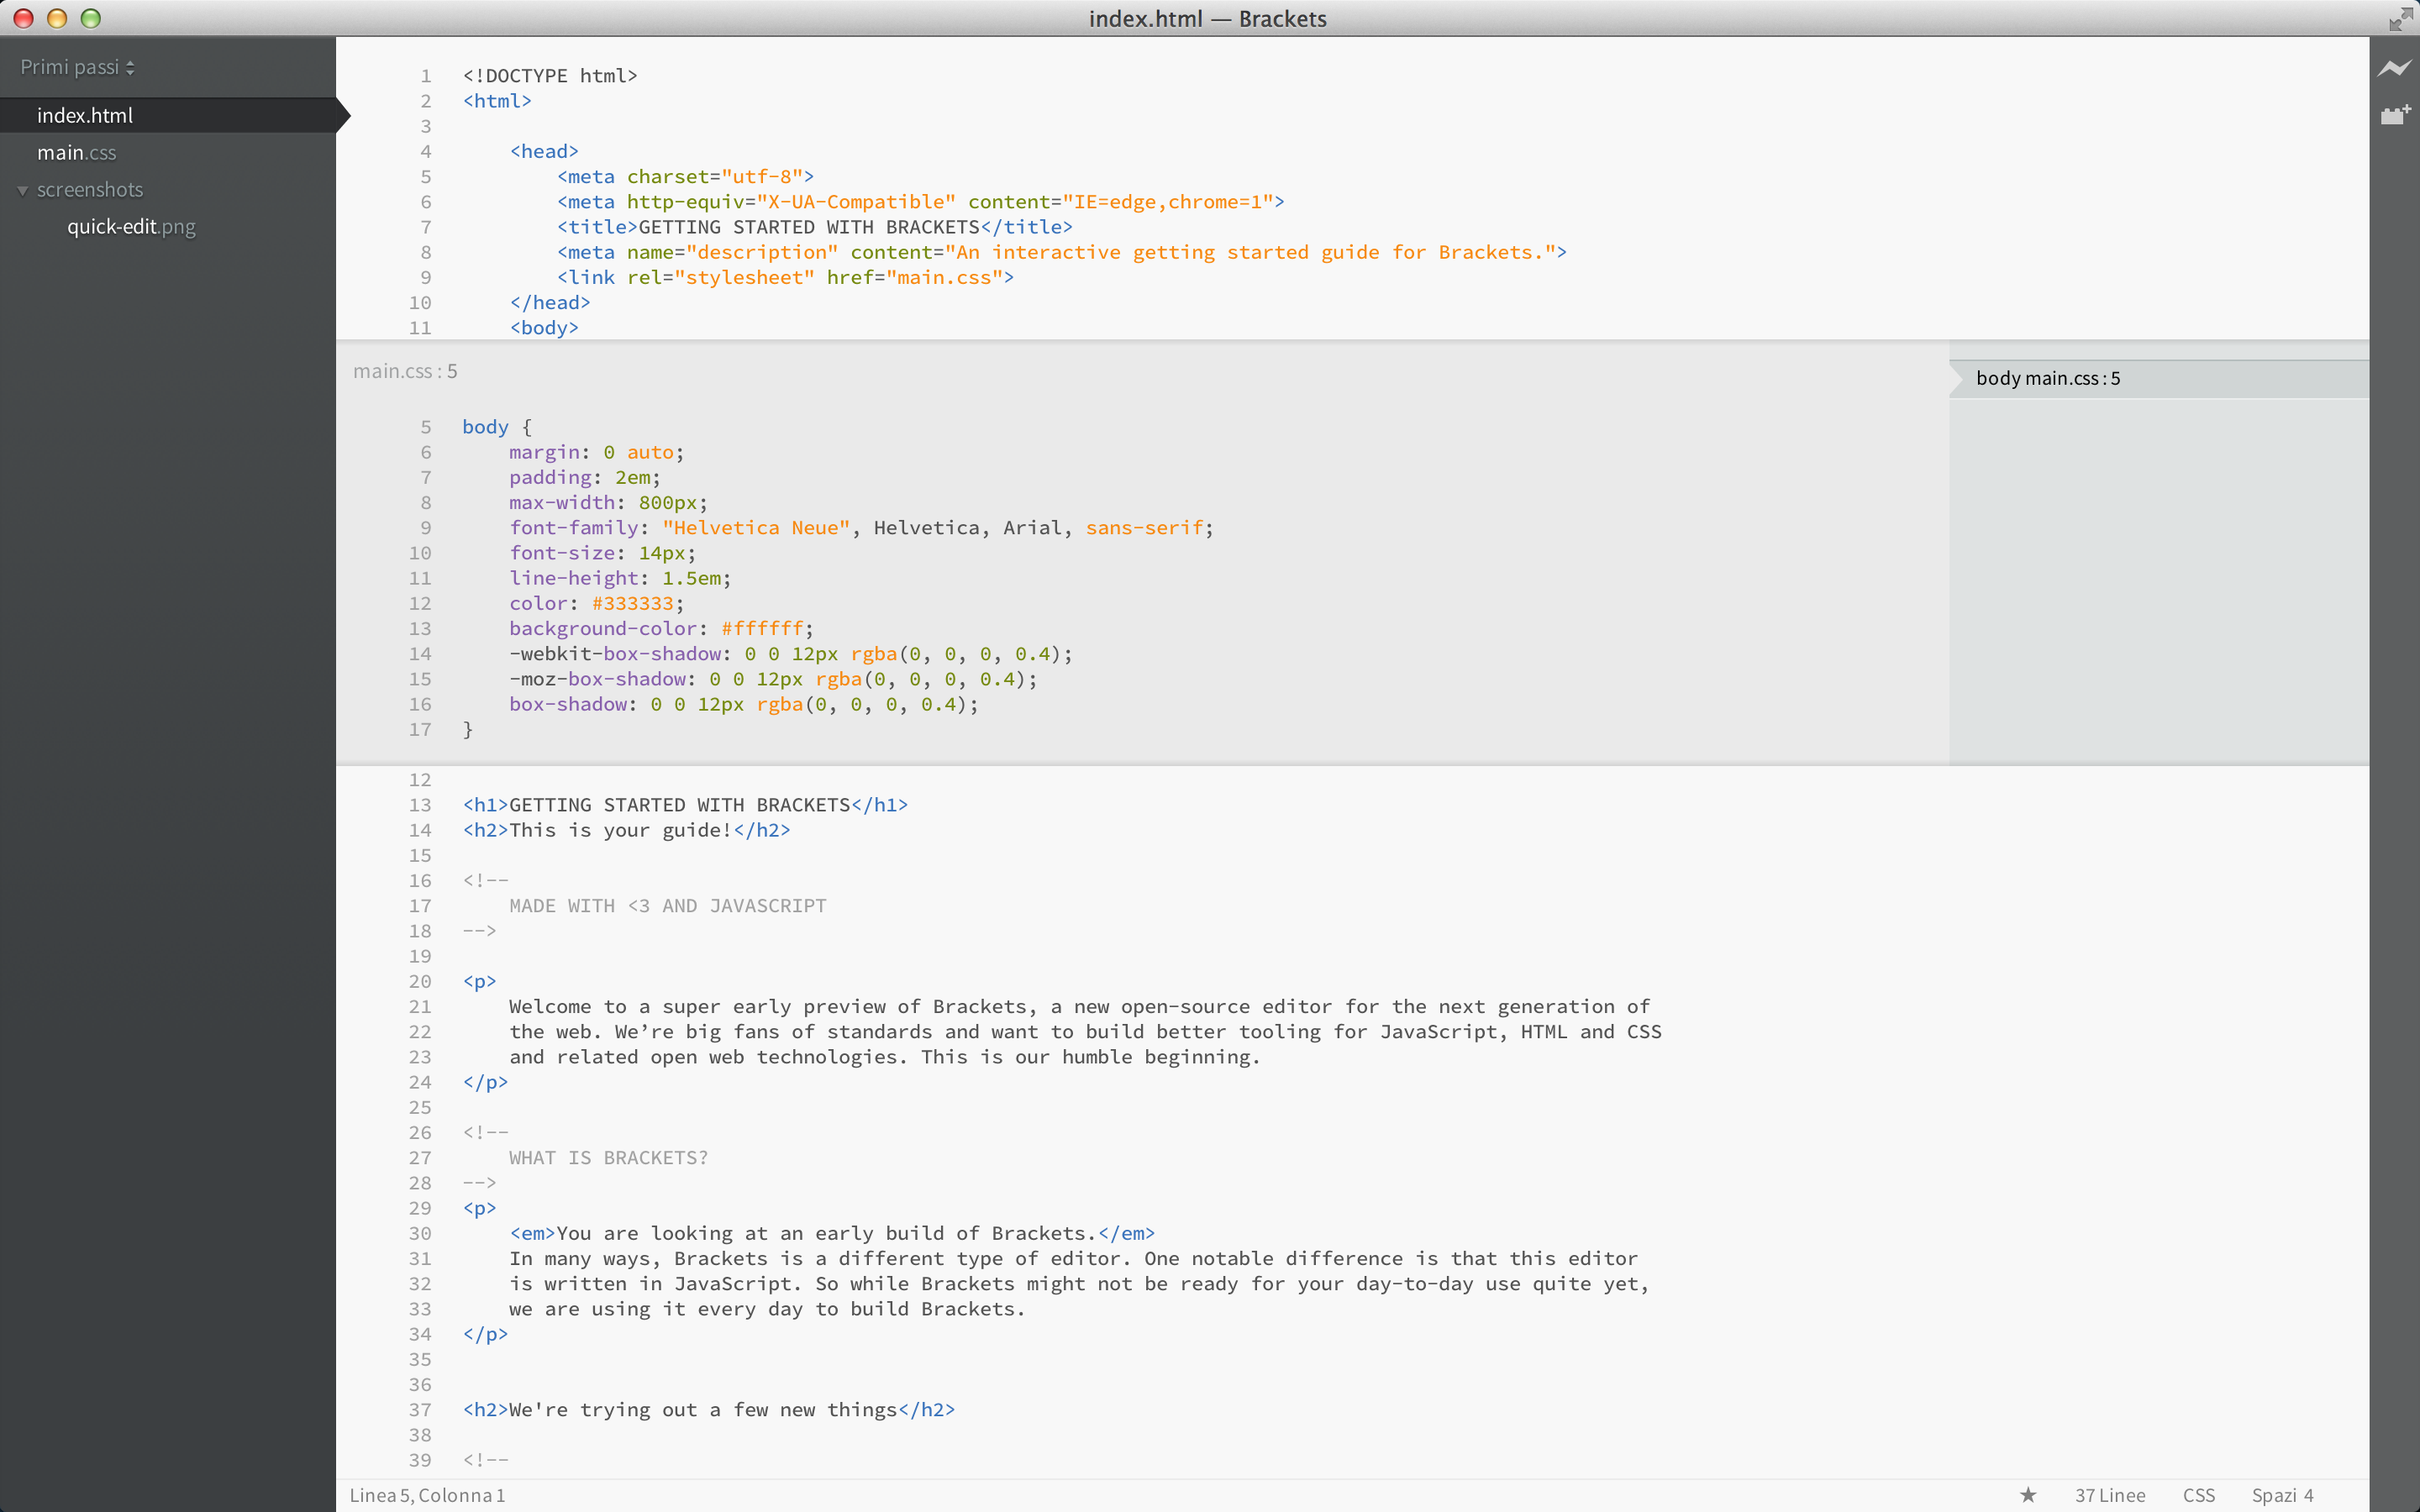 index.html — Brackets
Primi passi
index.html
main.css
screenshots
quick-edit.png
1 <!DOCTYPE html>
2 <html>
3
4 <head>
5 <meta charset="utf-8">
6 <meta http-equiv="X-UA-Compatible" content="IE=edge,chrome=1">
7 <title>GETTING STARTED WITH BRACKETS</title>
8 <meta name="description" content="An interactive getting started guide for Brackets.">
9 <link rel="stylesheet" href="main.css">
10 </head>
11 <body>
main.css : 5
body main.css : 5
5 body {
6 margin: 0 auto;
7 padding: 2em;
8 max-width: 800px;
9 font-family: "Helvetica Neue", Helvetica, Arial, sans-serif;
10 font-size: 14px;
11 line-height: 1.5em;
12 color: #333333;
13 background-color: #ffffff;
14 -webkit-box-shadow: 0 0 12px rgba(0, 0, 0, 0.4);
15 -moz-box-shadow: 0 0 12px rgba(0, 0, 0, 0.4);
16 box-shadow: 0 0 12px rgba(0, 0, 0, 0.4);
17 }
12
13 <h1>GETTING STARTED WITH BRACKETS</h1>
14 <h2>This is your guide!</h2>
15
16 <!--
17 MADE WITH <3 AND JAVASCRIPT
18 -->
19
20 <p>
21 Welcome to a super early preview of Brackets, a new open-source editor for the next generation of
22 the web. We’re big fans of standards and want to build better tooling for JavaScript, HTML and CSS
23 and related open web technologies. This is our humble beginning.
24 </p>
25
26 <!--
27 WHAT IS BRACKETS?
28 -->
29 <p>
30 <em>You are looking at an early build of Brackets.</em>
31 In many ways, Brackets is a different type of editor. One notable difference is that this editor
32 is written in JavaScript. So while Brackets might not be ready for your day-to-day use quite yet,
33 we are using it every day to build Brackets.
34 </p>
35
36
37 <h2>We're trying out a few new things</h2>
38
39 <!--
Linea 5, Colonna 1
37 Linee CSS Spazi 4